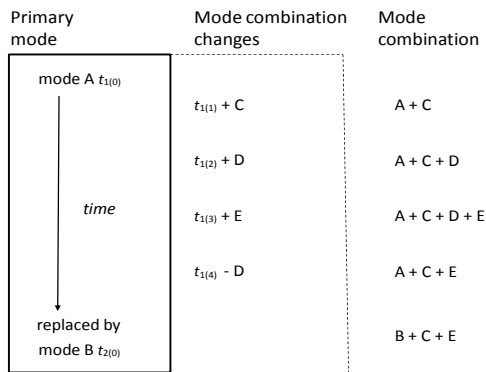 Primary mode
Mode combination changes
Mode combination
mode A t1(0)
t1(1) + C
A + C
t1(2) + D
A + C + D
time
t1(3) + E
A + C + D + E
t1(4) - D
A + C + E
replaced by
mode B t2(0)
B + C + E